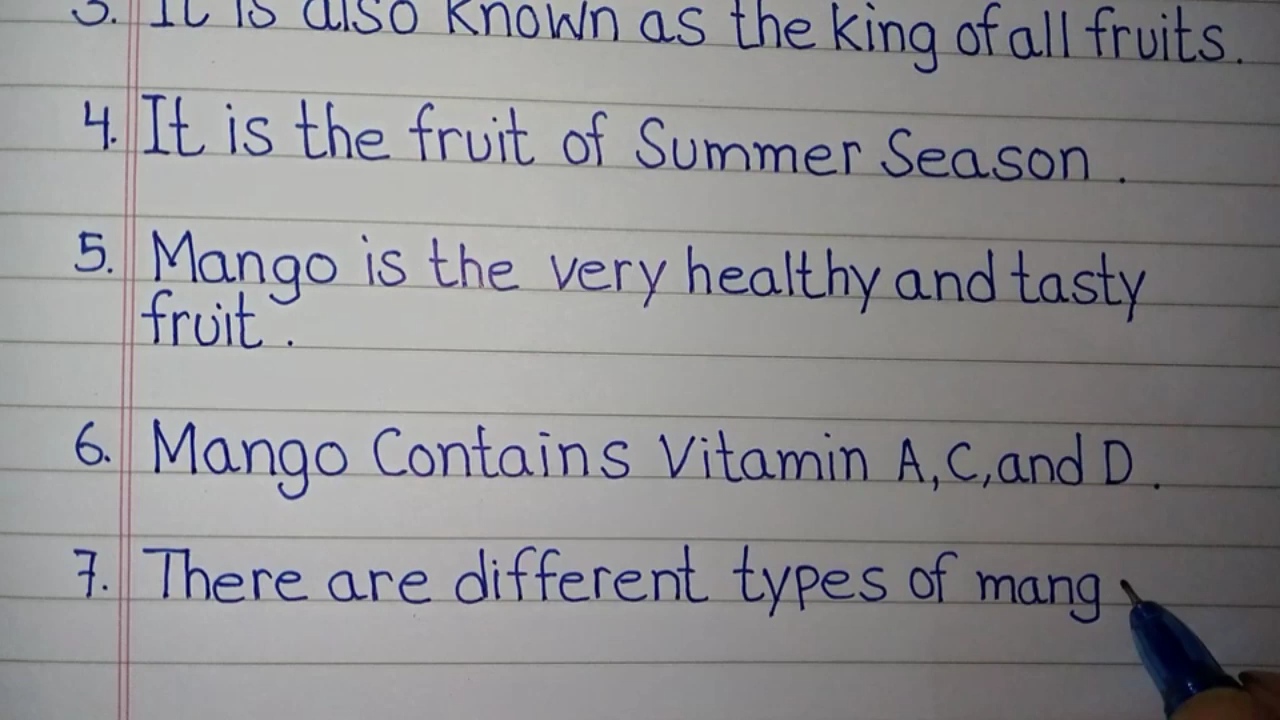 3. It is also known as the king of all fruits.
4. It is the fruit of Summer Season.
5. Mango is the very healthy and tasty
fruit.
6. Mango Contains Vitamin A, C, and D.
7. There are different types of mang